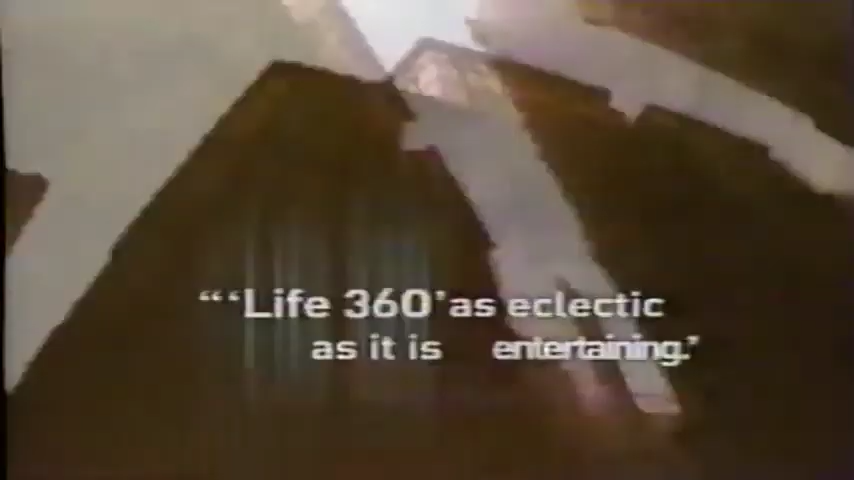 “‘Life 360’as eclectic
as it is entertaining.”